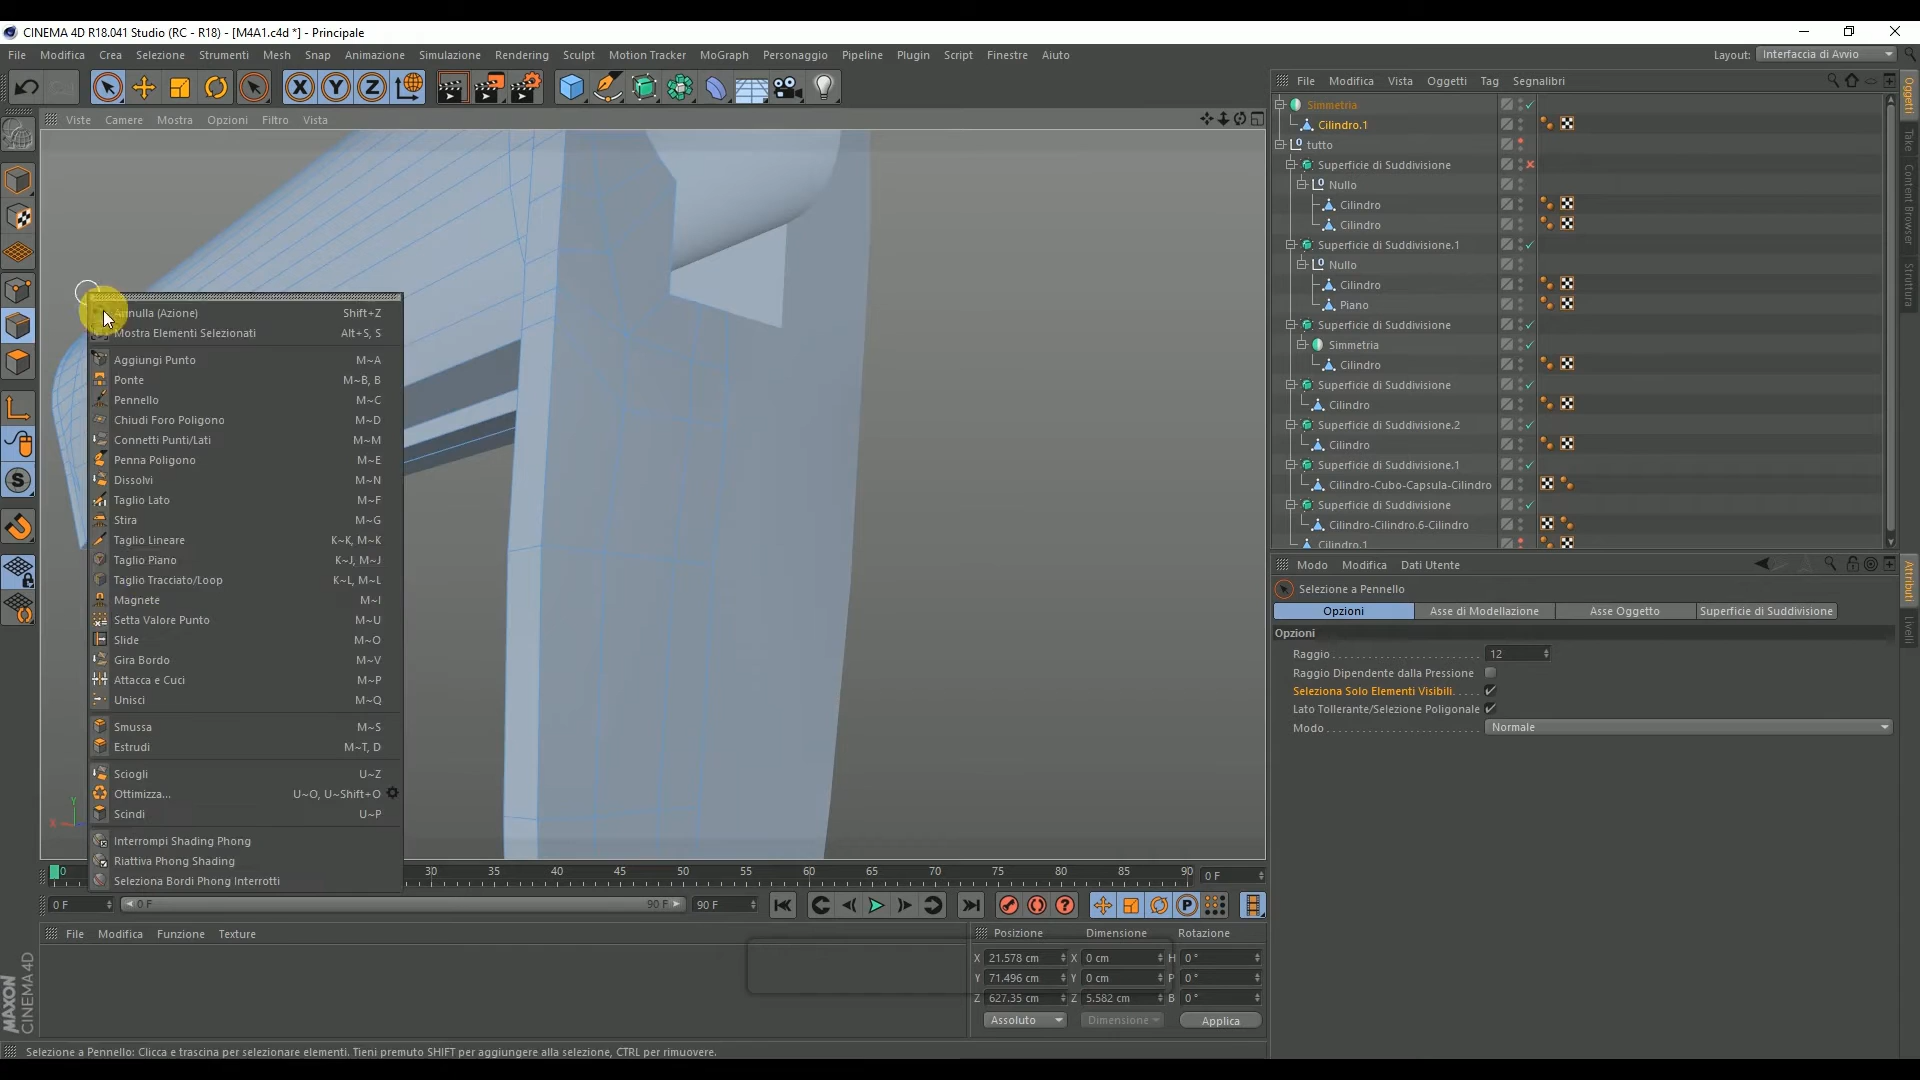 CINEMA 4D R18.041 Studio (RC - R18) - [M4A1.c4d *] - Principale
File Modifica Crea Selezione Strumenti Mesh Snap Animazione Simulazione Rendering Sculpt Motion Tracker MoGraph Personaggio Pipeline Plugin Script Finestre Aiuto Layout: Interfaccia di Avvio
X Y Z
File Modifica Vista Oggetti Tag Segnalibri
Viste Camere Mostra Opzioni Filtro Vista
Simmetria
Cilindro.1
tutto
Superficie di Suddivisione
Nullo
Cilindro
Cilindro
Superficie di Suddivisione.1
Nullo
Cilindro
Piano
Superficie di Suddivisione
Simmetria
Cilindro
Superficie di Suddivisione
Cilindro
Superficie di Suddivisione.2
Cilindro
Superficie di Suddivisione.1
Cilindro-Cubo-Capsula-Cilindro
Superficie di Suddivisione
Cilindro-Cilindro.6-Cilindro
Cilindro.1
Oggetti
Take
Content Browser
Struttura
Annulla (Azione) Shift+Z
Mostra Elementi Selezionati Alt+S, S
Aggiungi Punto M~A
Ponte M~B, B
Pennello M~C
Chiudi Foro Poligono M~D
Connetti Punti/Lati M~M
Penna Poligono M~E
Dissolvi M~N
Taglio Lato M~F
Stira M~G
Taglio Lineare K~K, M~K
Taglio Piano K~J, M~J
Taglio Tracciato/Loop K~L, M~L
Magnete M~I
Setta Valore Punto M~U
Slide M~O
Gira Bordo M~V
Attacca e Cuci M~P
Unisci M~Q
Smussa M~S
Estrudi M~T, D
Sciogli U~Z
Ottimizza... U~O, U~Shift+O
Scindi U~P
Interrompi Shading Phong
Riattiva Phong Shading
Seleziona Bordi Phong Interrotti
Modo Modifica Dati Utente
Selezione a Pennello
Opzioni Asse di Modellazione Asse Oggetto Superficie di Suddivisione
Opzioni
Raggio 12
Raggio Dipendente dalla Pressione
Seleziona Solo Elementi Visibili
Lato Tollerante/Selezione Poligonale
Modo Normale
Attributi
Livelli
Y
X
0 30 35 40 45 50 55 60 65 70 75 80 85 90 0 F
0 F 0 F 90 F 90 F
File Modifica Funzione Texture
Posizione Dimensione Rotazione
X 21.578 cm X 0 cm H 0°
Y 71.496 cm Y 0 cm P 0°
Z 627.35 cm Z 5.582 cm B 0°
Assoluto Dimensione Applica
MAXON
CINEMA4D
Selezione a Pennello: Clicca e trascina per selezionare elementi. Tieni premuto SHIFT per aggiungere alla selezione, CTRL per rimuovere.